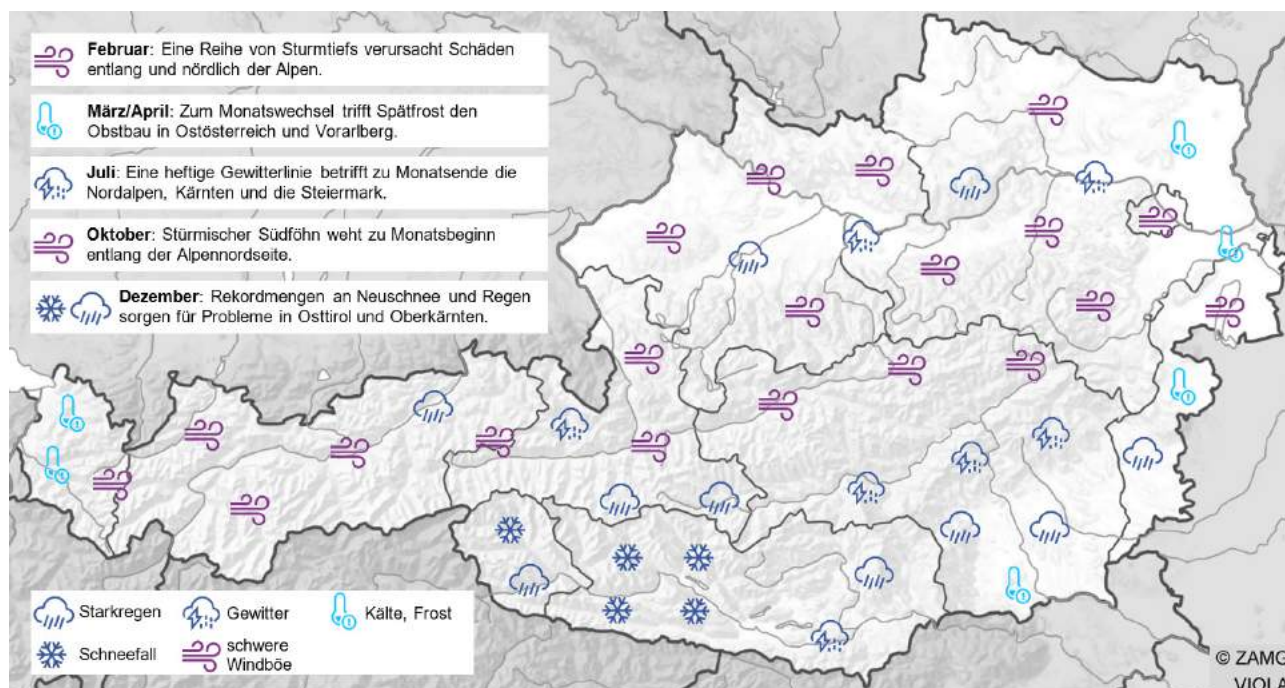 Februar: Eine Reihe von Sturmtiefs verursacht Schäden
entlang und nördlich der Alpen.
März/April: Zum Monatswechsel trifft Spätfrost den
Obstbau in Ostösterreich und Vorarlberg.
Juli: Eine heftige Gewitterlinie betrifft zu Monatsende die
Nordalpen, Kärnten und die Steiermark.
Oktober: Stürmischer Südföhn weht zu Monatsbeginn
entlang der Alpennordseite.
Dezember: Rekordmengen an Neuschnee und Regen
sorgen für Probleme in Osttirol und Oberkärnten.
Starkregen
Gewitter
Kälte, Frost
Schneefall
schwere
Windböe
© ZAMG
VIOLA